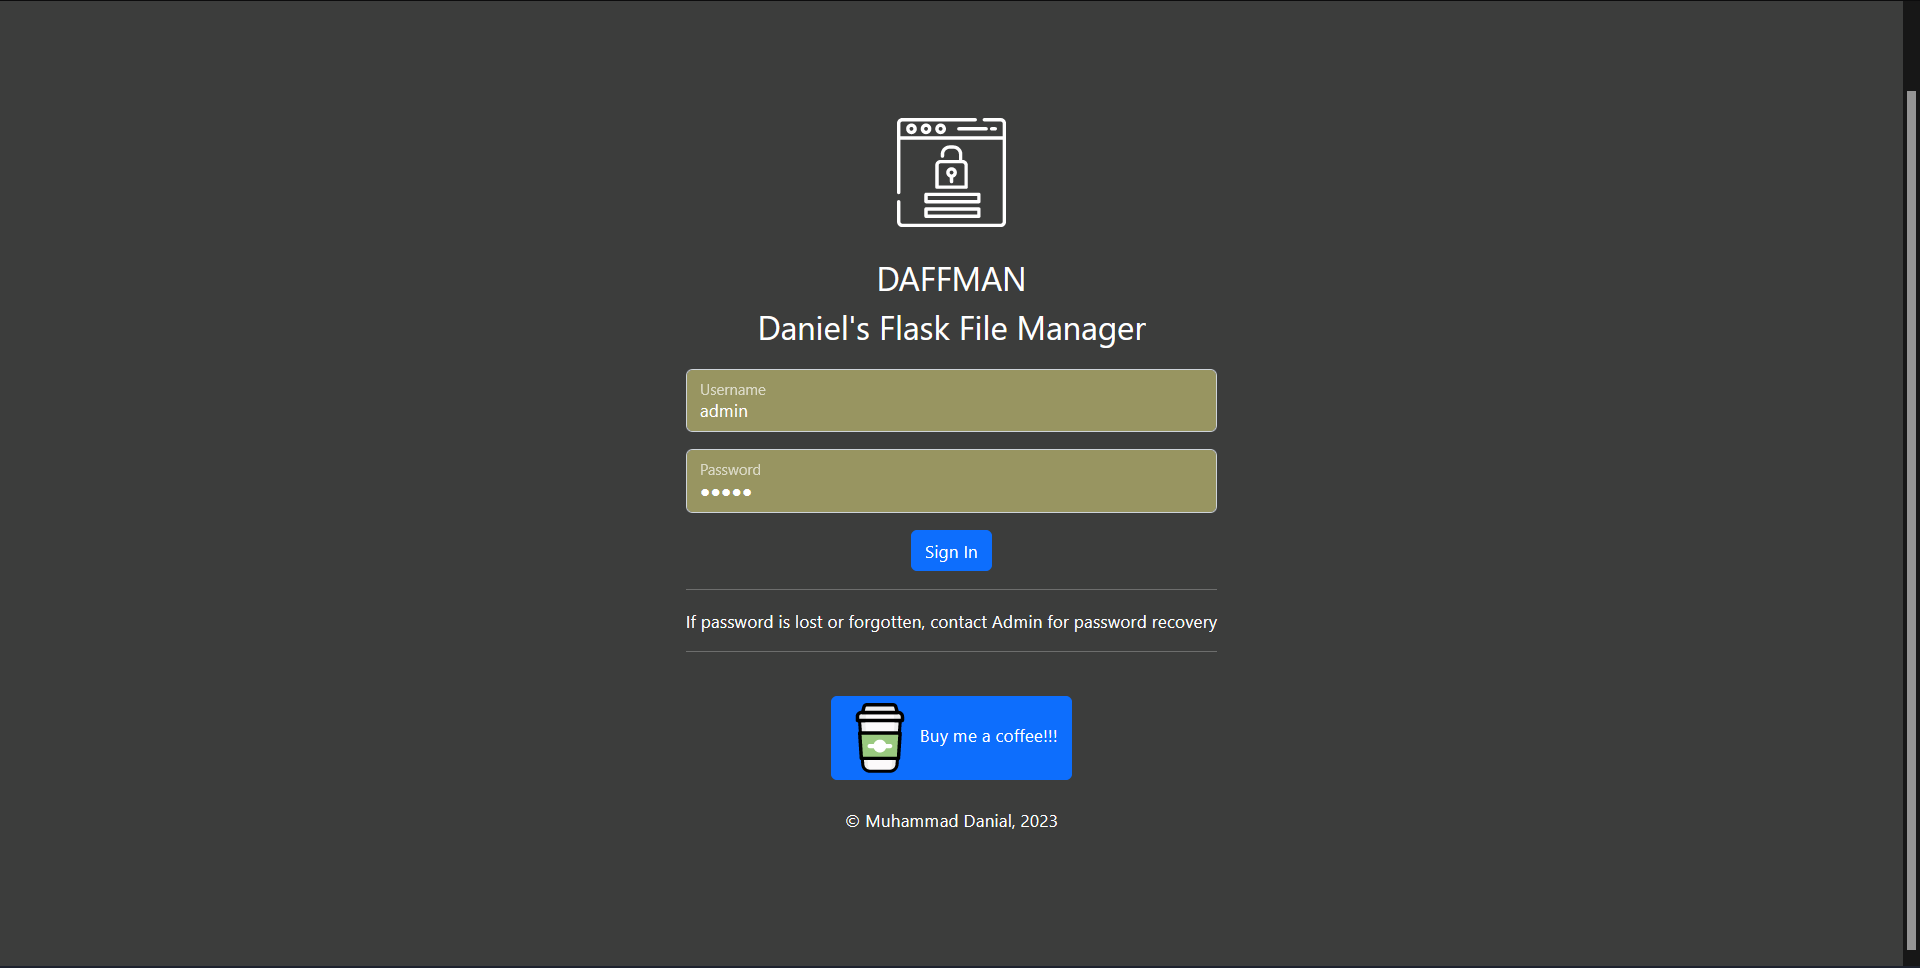 DAFFMAN
Daniel's Flask File Manager
Username
admin
Password
•••••
Sign In
If password is lost or forgotten, contact Admin for password recovery
Buy me a coffee!!!
© Muhammad Danial, 2023